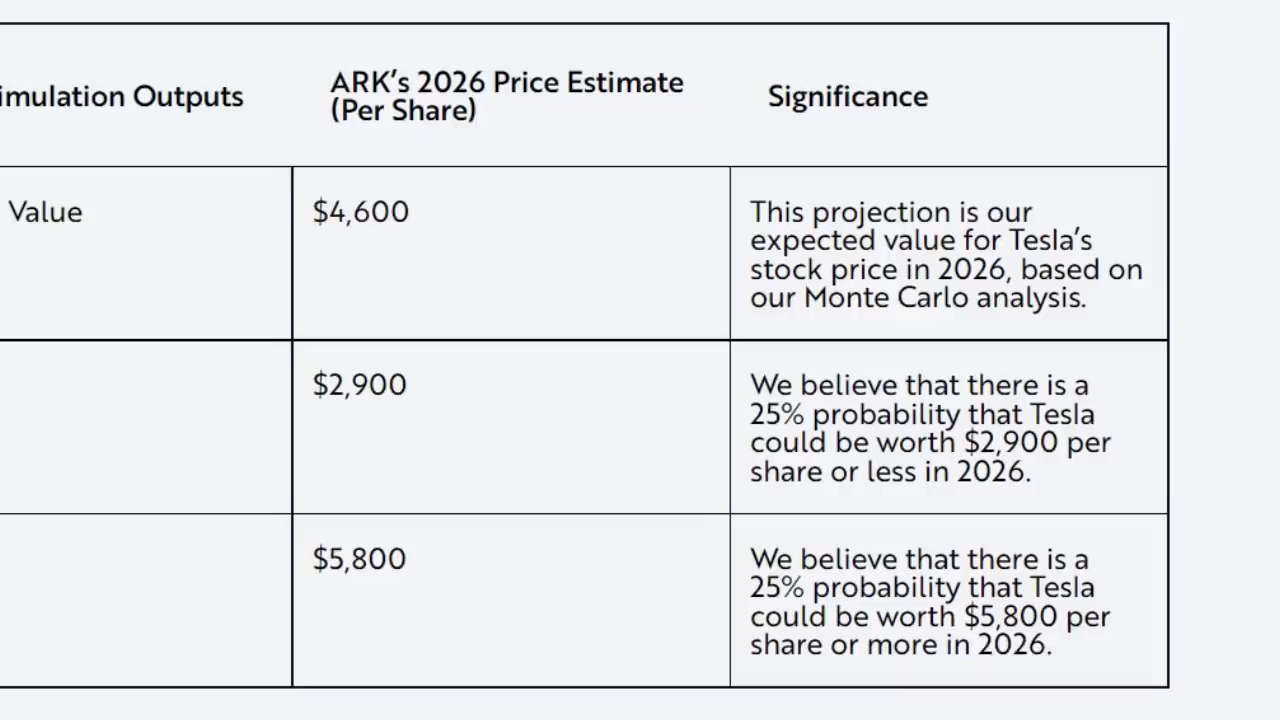 imulation Outputs
ARK's 2026 Price Estimate
(Per Share)
Significance
Value
$4,600
This projection is our
expected value for Tesla's
stock price in 2026, based on
our Monte Carlo analysis.
$2,900
We believe that there is a
25% probability that Tesla
could be worth $2,900 per
share or less in 2026.
$5,800
We believe that there is a
25% probability that Tesla
could be worth $5,800 per
share or more in 2026.